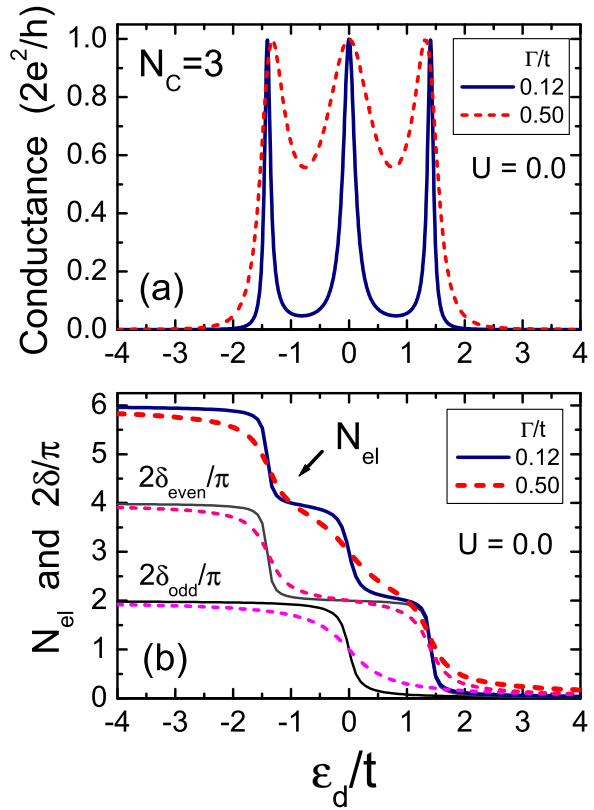 Conductance (2e²/h)
1.0
0.8
0.6
0.4
0.2
0.0
N_C=3
Γ/t
0.12
0.50
U = 0.0
(a)
-4 -3 -2 -1 0 1 2 3 4
N_el and 2δ/π
6
5
4
3
2
1
0
N_el
Γ/t
0.12
0.50
2δ_even/π
U = 0.0
2δ_odd/π
(b)
-4 -3 -2 -1 0 1 2 3 4
ε_d/t